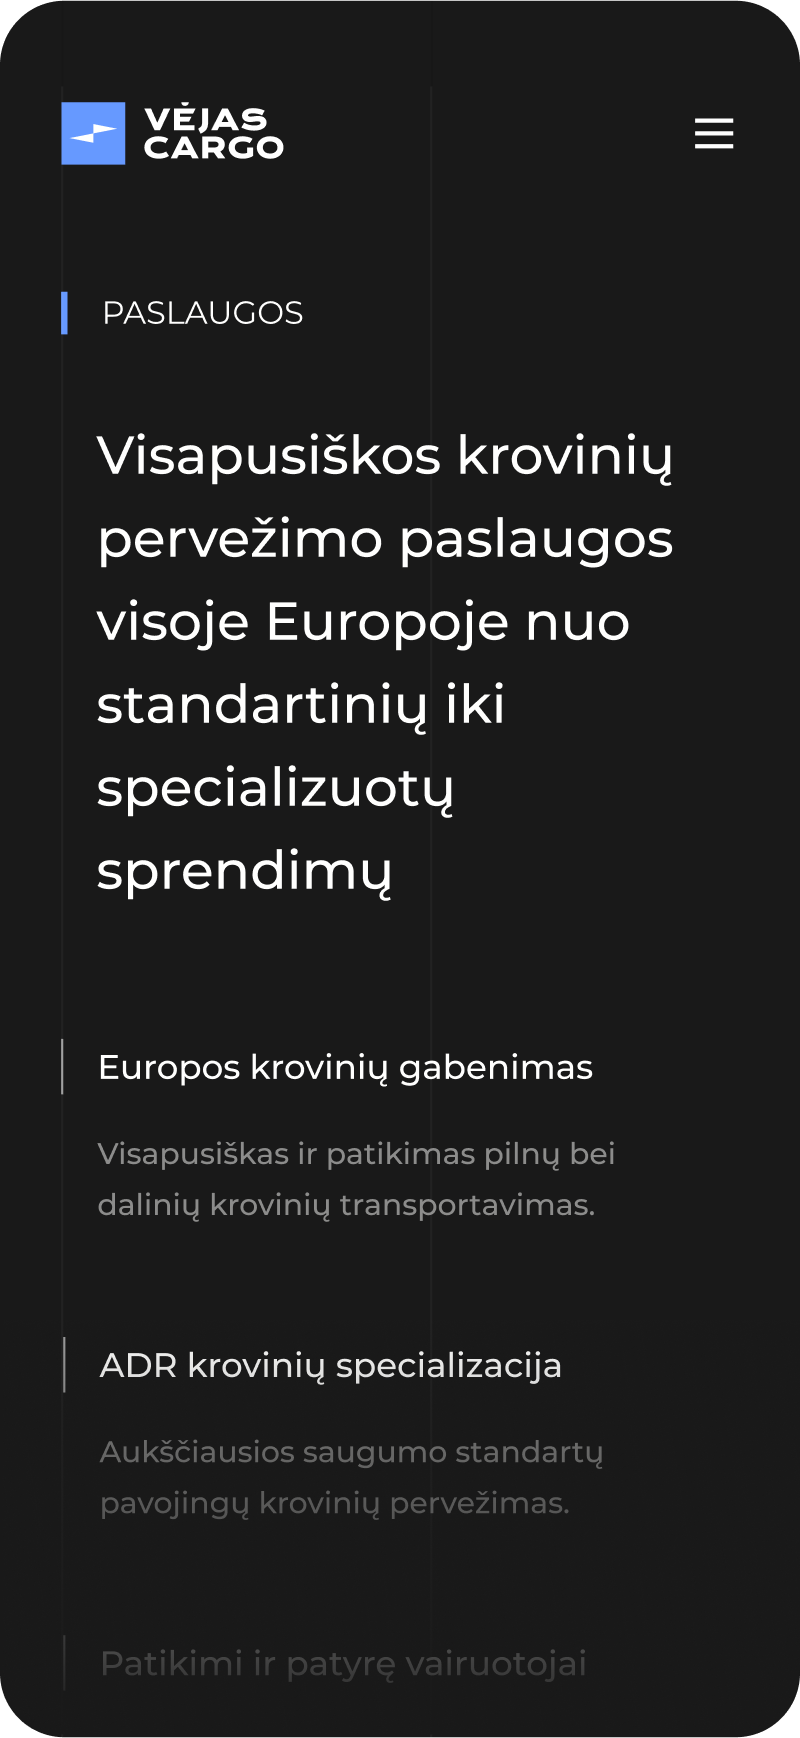 VĖJAS
CARGO
PASLAUGOS
Visapusiškos krovinių
pervežimo paslaugos
visoje Europoje nuo
standartinių iki
specializuotų
sprendimų
Europos krovinių gabenimas
Visapusiškas ir patikimas pilnų bei
dalinių krovinių transportavimas.
ADR krovinių specializacija
Aukščiausios saugumo standartų
pavojingų krovinių pervežimas.
Patikimi ir patyrę vairuotojai